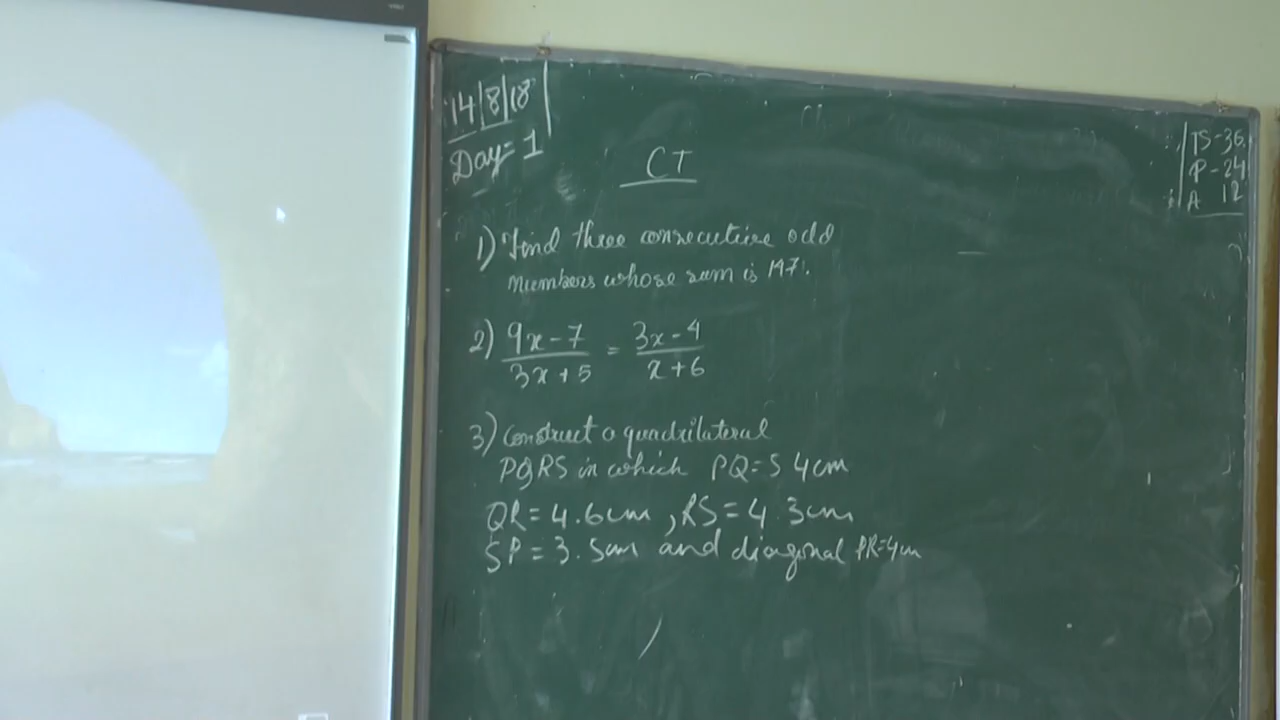 14|8|18
Day=1
CT
TS-36
P-24
A 12
1) Find three consecutive odd
numbers whose sum is 147.
2) 9x-7/3x+5 = 3x-4/x+6
3) Construct a quadrilateral
PQRS in which PQ=5 4cm
QR=4.6cm, RS=4.3cm
SP=3.5cm and diagonal PR=4cm